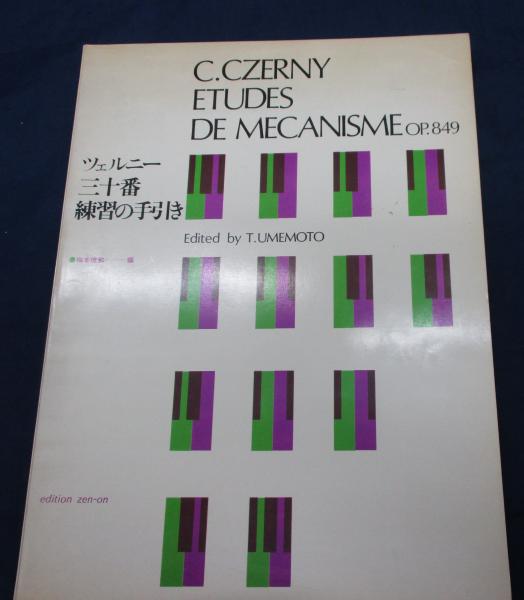 C.CZERNY
ETUDES
DE MECANISME OP.849
ツェルニー
三十番
練習の手引き
Edited by T.UMEMOTO
編
edition zen-on